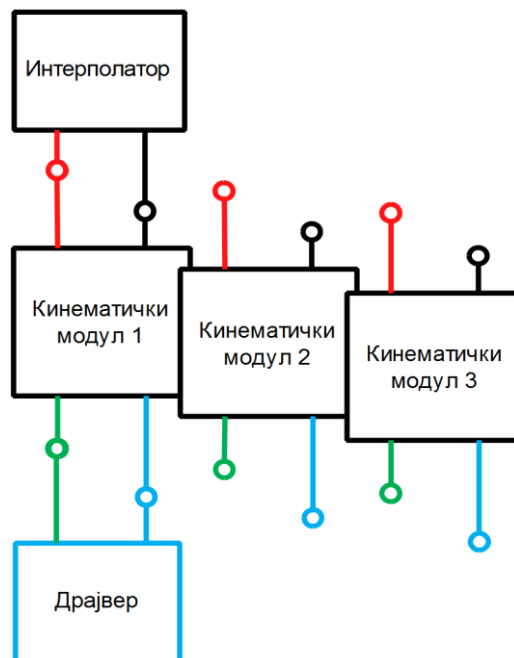 Интерполатор
Кинематички
модул 1
Кинематички
модул 2
Кинематички
модул 3
Драјвер